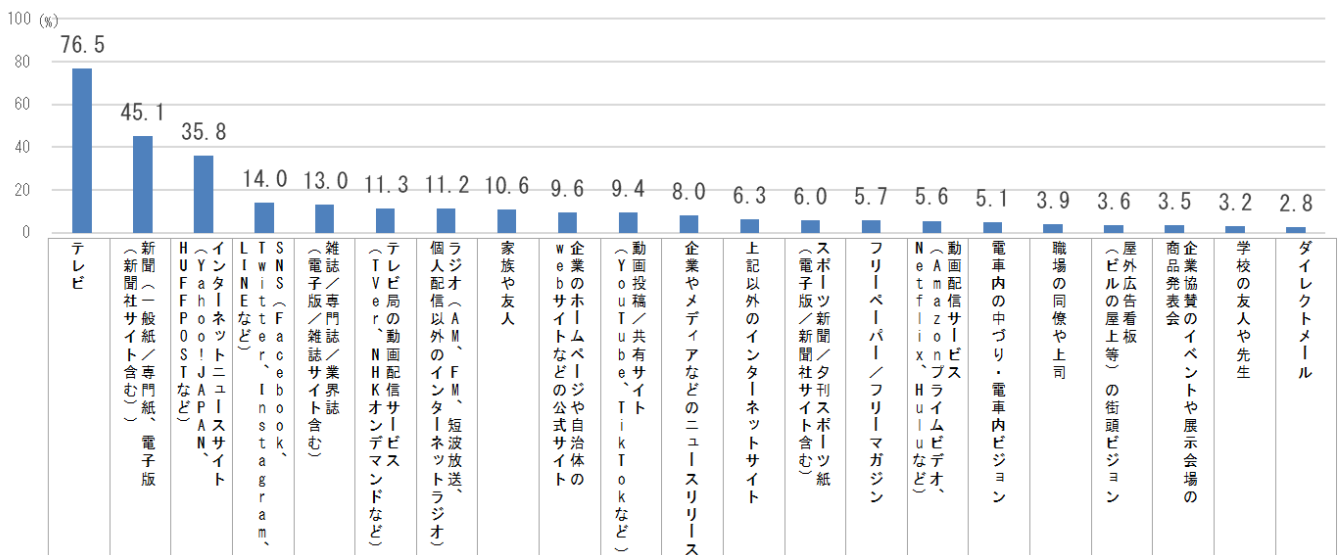 100 (%)
80
60
40
20
0
76.5
45.1
35.8
14.0
13.0
11.3
11.2
10.6
9.6
9.4
8.0
6.3
6.0
5.7
5.6
5.1
3.9
3.6
3.5
3.2
2.8
テレビ
新聞（一般紙／専門紙、電子版
（新聞社サイト含む））
インターネットニュースサイト
（Yahoo!JAPAN、
HUFFPOSTなど）
SNS（Facebook、
Twitter、Instagram、
LINEなど）
雑誌／専門誌／業界誌
（電子版／雑誌サイト含む）
テレビ局の動画配信サービス
（TVer、NHKオンデマンドなど）
ラジオ（AM、FM、短波放送、
個人配信以外のインターネットラジオ）
家族や友人
企業のホームページや自治体の
webサイトなどの公式サイト
動画投稿／共有サイト
（YouTube、TikTokなど）
企業やメディアなどのニュースリリース
上記以外のインターネットサイト
スポーツ新聞／夕刊スポーツ紙
（電子版／新聞社サイト含む）
フリーペーパー／フリーマガジン
動画配信サービス
（Amazonプライムビデオ、
Netflix、Huluなど）
電車内の中づり・電車内ビジョン
職場の同僚や上司
屋外広告看板
（ビルの屋上等）の街頭ビジョン
企業協賛のイベントや展示会場の
商品発表会
学校の友人や先生
ダイレクトメール